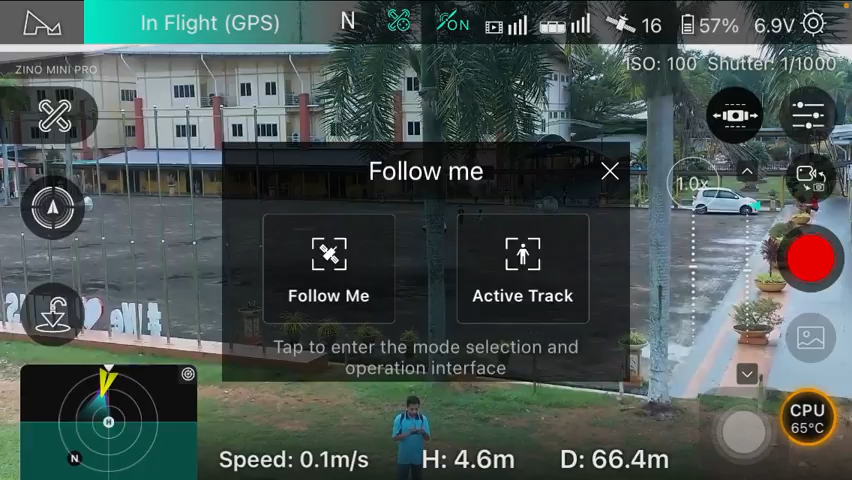 In Flight (GPS)
N
ON
16
57%
6.9V
ZINO MINI PRO
ISO: 100 Shutter: 1/1000
1.0x
Follow me
Follow Me
Active Track
Tap to enter the mode selection and
operation interface
#I
H
N
CPU
65°C
Speed: 0.1m/s
H: 4.6m
D: 66.4m